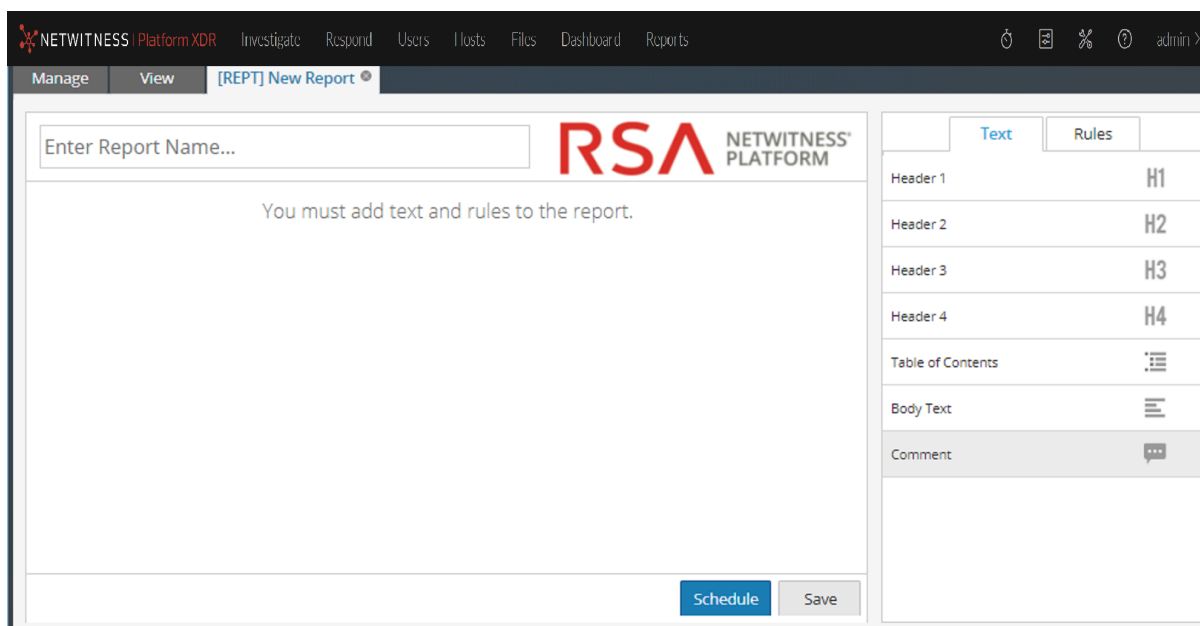 NETWITNESS | Platform XDR Investigate Respond Users Hosts Files Dashboard Reports admin
Manage View [REPT] New Report
Enter Report Name...
RSA NETWITNESS®
PLATFORM
You must add text and rules to the report.
Schedule Save
Text Rules
Header 1 H1
Header 2 H2
Header 3 H3
Header 4 H4
Table of Contents
Body Text
Comment